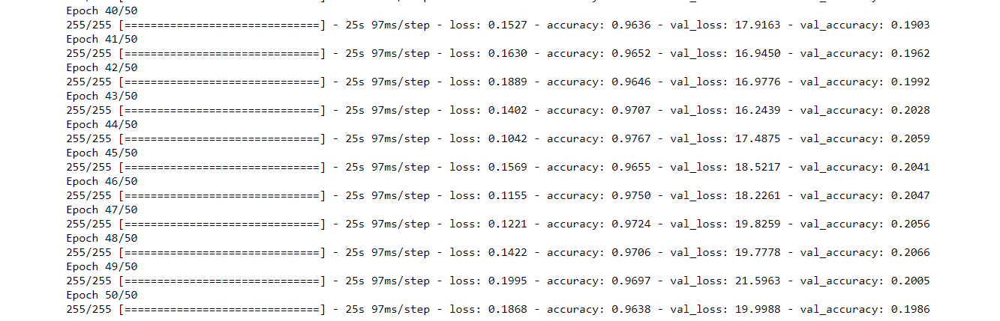 Epoch 40/50
255/255 [==============================] - 25s 97ms/step - loss: 0.1527 - accuracy: 0.9636 - val_loss: 17.9163 - val_accuracy: 0.1903
Epoch 41/50
255/255 [==============================] - 25s 97ms/step - loss: 0.1630 - accuracy: 0.9652 - val_loss: 16.9450 - val_accuracy: 0.1962
Epoch 42/50
255/255 [==============================] - 25s 97ms/step - loss: 0.1889 - accuracy: 0.9646 - val_loss: 16.9776 - val_accuracy: 0.1992
Epoch 43/50
255/255 [==============================] - 25s 97ms/step - loss: 0.1402 - accuracy: 0.9707 - val_loss: 16.2439 - val_accuracy: 0.2028
Epoch 44/50
255/255 [==============================] - 25s 97ms/step - loss: 0.1042 - accuracy: 0.9767 - val_loss: 17.4875 - val_accuracy: 0.2059
Epoch 45/50
255/255 [==============================] - 25s 97ms/step - loss: 0.1569 - accuracy: 0.9655 - val_loss: 18.5217 - val_accuracy: 0.2041
Epoch 46/50
255/255 [==============================] - 25s 97ms/step - loss: 0.1155 - accuracy: 0.9750 - val_loss: 18.2261 - val_accuracy: 0.2047
Epoch 47/50
255/255 [==============================] - 25s 97ms/step - loss: 0.1221 - accuracy: 0.9724 - val_loss: 19.8259 - val_accuracy: 0.2056
Epoch 48/50
255/255 [==============================] - 25s 97ms/step - loss: 0.1422 - accuracy: 0.9706 - val_loss: 19.7778 - val_accuracy: 0.2066
Epoch 49/50
255/255 [==============================] - 25s 97ms/step - loss: 0.1995 - accuracy: 0.9697 - val_loss: 21.5963 - val_accuracy: 0.2005
Epoch 50/50
255/255 [==============================] - 25s 97ms/step - loss: 0.1868 - accuracy: 0.9638 - val_loss: 19.9988 - val_accuracy: 0.1986